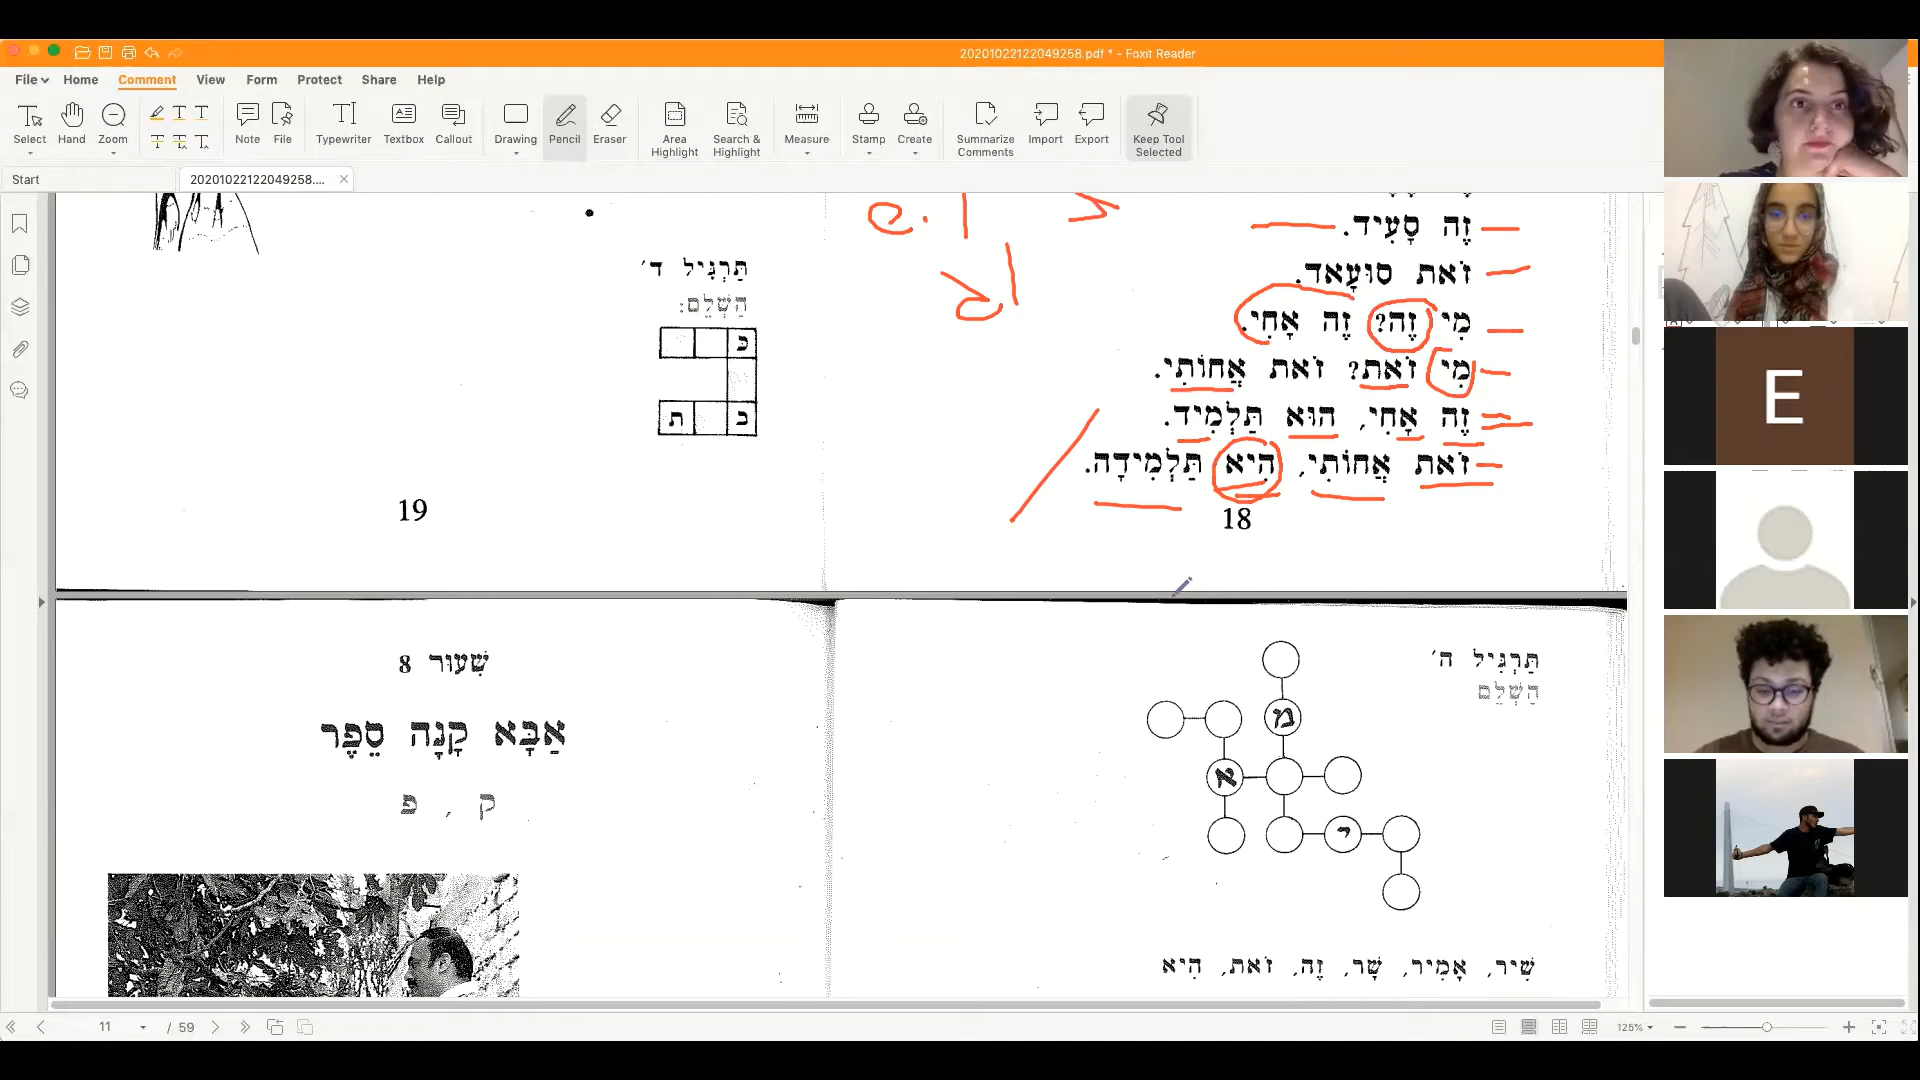 20201022122049258.pdf * - Foxit Reader
File Home Comment View Form Protect Share Help
Select Hand Zoom Note File Typewriter Textbox Callout Drawing Pencil Eraser Area Highlight Search & Highlight Measure Stamp Create Summarize Comments Import Export Keep Tool Selected
Start 20201022122049258....
זֶה סָעִיד.
זֹאת סוּעָאד.
מִי זֶה? זֶה אָחִי.
מִי זֹאת? זֹאת אֲחוֹתִי.
זֶה אָחִי, הוּא תַּלְמִיד.
זֹאת אֲחוֹתִי, הִיא תַּלְמִידָה.
18
תַּרְגִּיל ד׳
הַשְׁלֵם:
כּ
כ ת
19
תַּרְגִּיל ה׳
הַשְׁלֵם
מ
א
י
שִׁיר, אָמִיר, שָׁר, זֶה, זֹאת, הִיא
שִׁעוּר 8
אַבָּא קָנָה סֵפֶר
ק , פ
E
11 / 59
125%